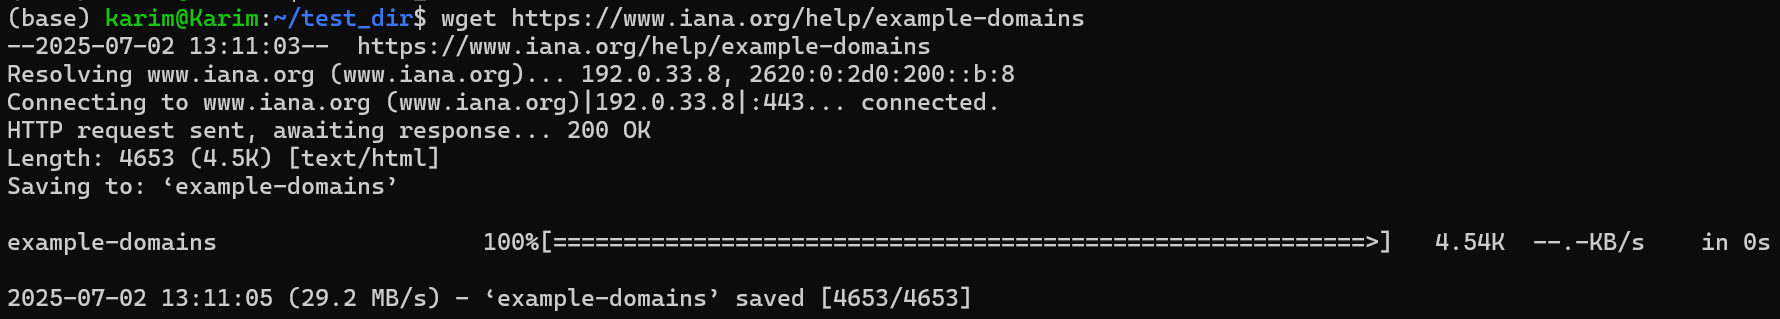 (base) karim@Karim:~/test_dir$ wget https://www.iana.org/help/example-domains
--2025-07-02 13:11:03--  https://www.iana.org/help/example-domains
Resolving www.iana.org (www.iana.org)... 192.0.33.8, 2620:0:2d0:200::b:8
Connecting to www.iana.org (www.iana.org)|192.0.33.8|:443... connected.
HTTP request sent, awaiting response... 200 OK
Length: 4653 (4.5K) [text/html]
Saving to: ‘example-domains’
example-domains                   100%[==========================================================>]   4.54K  --.-KB/s    in 0s
2025-07-02 13:11:05 (29.2 MB/s) - ‘example-domains’ saved [4653/4653]